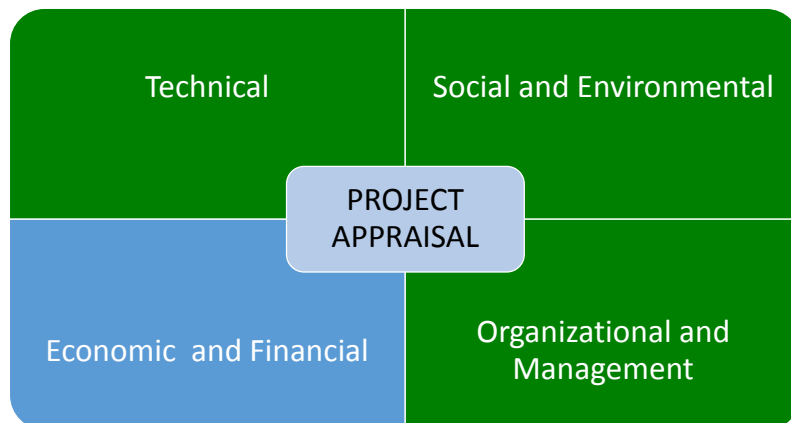 Technical
Social and Environmental
PROJECT
APPRAISAL
Economic and Financial
Organizational and
Management